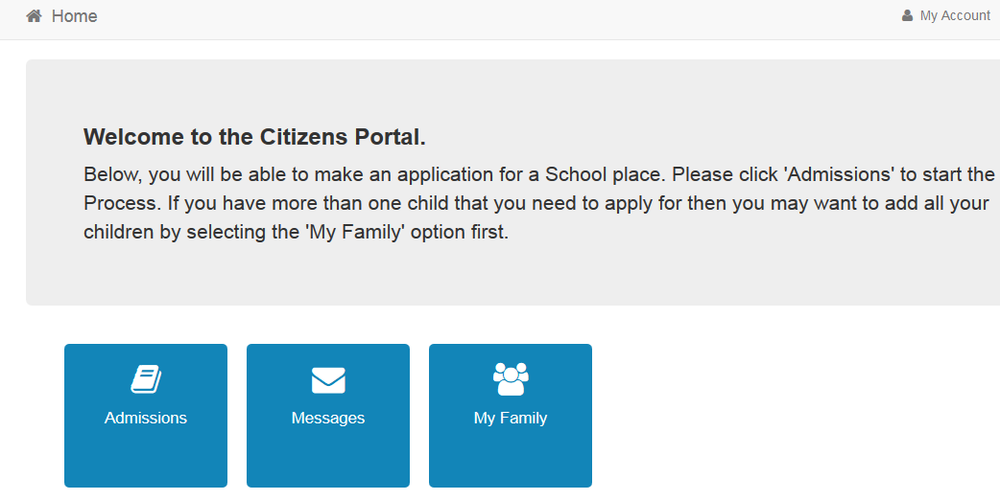 Home
My Account
Welcome to the Citizens Portal.
Below, you will be able to make an application for a School place. Please click 'Admissions' to start the
Process. If you have more than one child that you need to apply for then you may want to add all your
children by selecting the 'My Family' option first.
Admissions
Messages
My Family